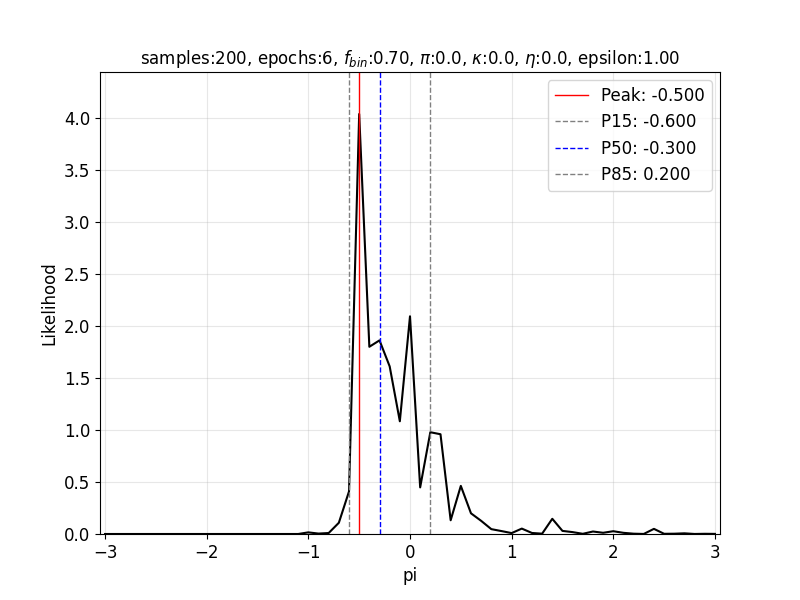 samples:200, epochs:6, f_bin:0.70, π:0.0, κ:0.0, η:0.0, epsilon:1.00
Peak: -0.500
P15: -0.600
P50: -0.300
P85: 0.200
4.0
3.5
3.0
2.5
2.0
1.5
1.0
0.5
0.0
Likelihood
−3 −2 −1 0 1 2 3
pi